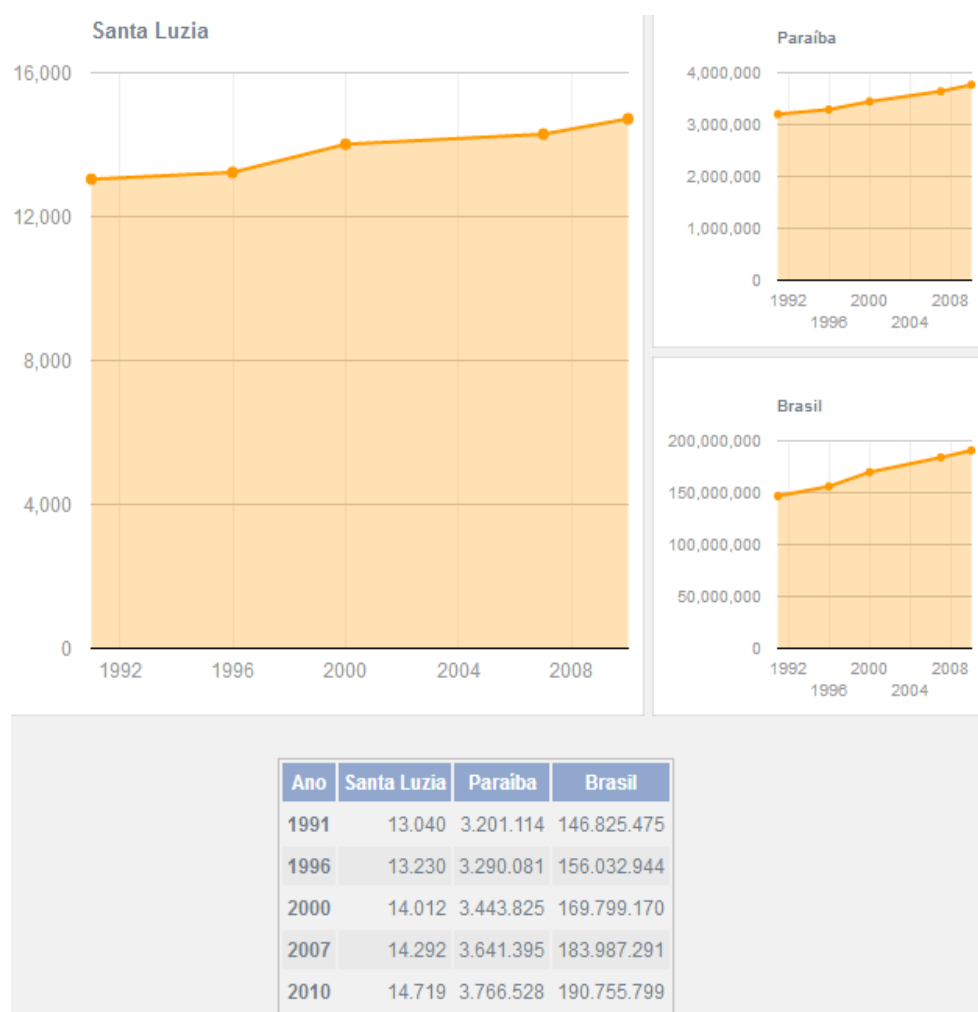 Santa Luzia
16,000
12,000
8,000
4,000
0
1992 1996 2000 2004 2008
Paraíba
4,000,000
3,000,000
2,000,000
1,000,000
0
1992 2000 2008
1996 2004
Brasil
200,000,000
150,000,000
100,000,000
50,000,000
0
1992 2000 2008
1996 2004
Ano Santa Luzia Paraíba Brasil
1991 13.040 3.201.114 146.825.475
1996 13.230 3.290.081 156.032.944
2000 14.012 3.443.825 169.799.170
2007 14.292 3.641.395 183.987.291
2010 14.719 3.766.528 190.755.799